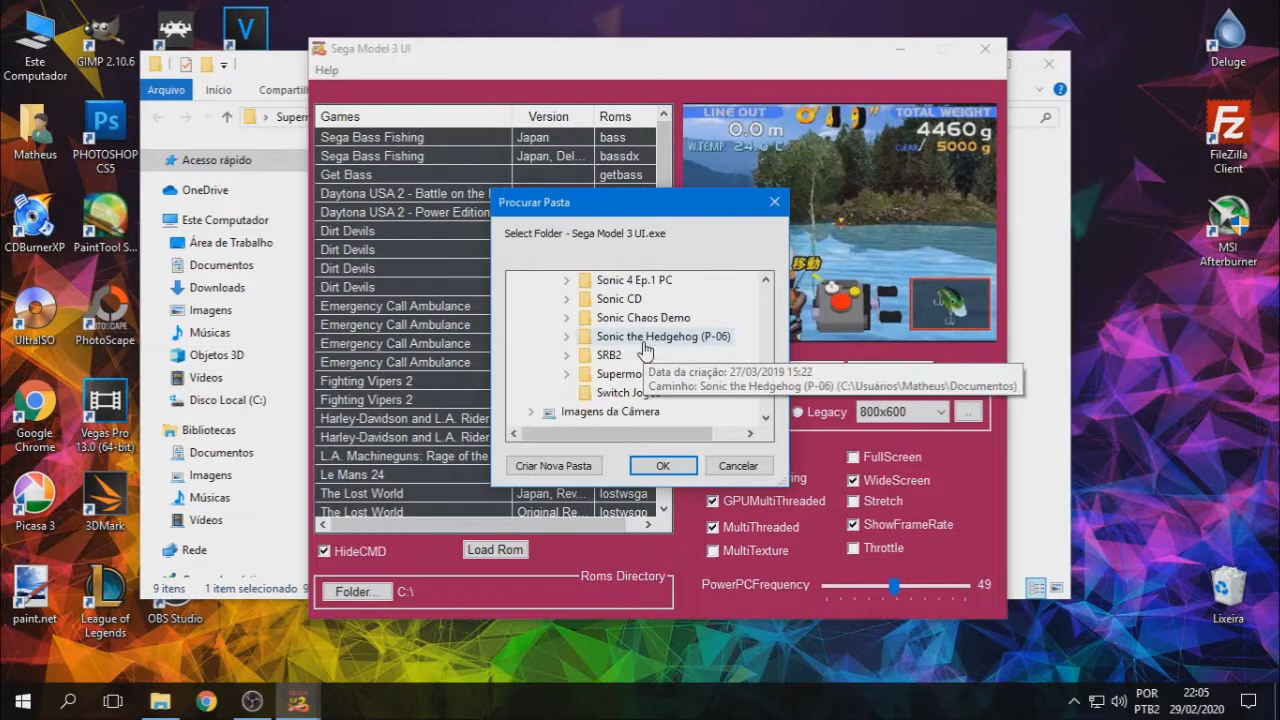 Este
Computador
GIMP 2.10.6
Matheus
PHOTOSHOP
CS5
CDBurnerXP
PaintTool S...
UltraISO
PhotoScape
Google
Chrome
Vegas Pro
13.0 (64-bit)
Picasa 3
3DMark
paint.net
League of
Legends
OBS Studio
Deluge
FileZilla
Client
MSI
Afterburner
Lixeira
Arquivo
Início
Compartil
Acesso rápido
OneDrive
Este Computador
Área de Trabalho
Documentos
Downloads
Imagens
Músicas
Objetos 3D
Vídeos
Disco Local (C:)
Bibliotecas
Documentos
Imagens
Músicas
Vídeos
Rede
9 itens
1 item selecionado
Sega Model 3 UI
Help
Games Version Roms
Sega Bass Fishing Japan bass
Sega Bass Fishing Japan, Del... bassdx
Get Bass getbass
Daytona USA 2 - Battle on the
Daytona USA 2 - Power Edition
Dirt Devils
Dirt Devils
Dirt Devils
Dirt Devils
Emergency Call Ambulance
Emergency Call Ambulance
Emergency Call Ambulance
Emergency Call Ambulance
Fighting Vipers 2
Fighting Vipers 2
Harley-Davidson and L.A. Rider
Harley-Davidson and L.A. Rider
L.A. Machineguns: Rage of the
Le Mans 24
The Lost World Japan, Rev... lostwsga
The Lost World Original Re... lostwsgo
HideCMD
Load Rom
Roms Directory
Folder... C:\
LINE OUT
0.0 m
W.TEMP. 24.0 ℃
TOTAL WEIGHT
4460 g
CLEAR/ 5000 g
移動
Procurar Pasta
Select Folder - Sega Model 3 UI.exe
Sonic 4 Ep.1 PC
Sonic CD
Sonic Chaos Demo
Sonic the Hedgehog (P-06)
SRB2
Supermo
Switch Jogos
Imagens da Câmera
Criar Nova Pasta
OK
Cancelar
Data da criação: 27/03/2019 15:22
Caminho: Sonic the Hedgehog (P-06) (C:\Usuários\Matheus\Documentos)
Legacy
800x600
..
FullScreen
WideScreen
GPUMultiThreaded
Stretch
MultiThreaded
ShowFrameRate
MultiTexture
Throttle
PowerPCFrequency
49
POR
PTB2
22:05
29/02/2020